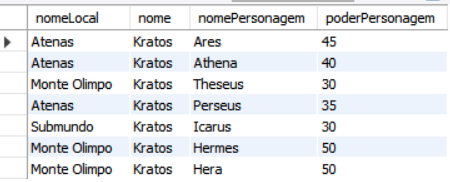 nomeLocal nome nomePersonagem poderPersonagem
Atenas Kratos Ares 45
Atenas Kratos Athena 40
Monte Olimpo Kratos Theseus 30
Atenas Kratos Perseus 35
Submundo Kratos Icarus 30
Monte Olimpo Kratos Hermes 50
Monte Olimpo Kratos Hera 50